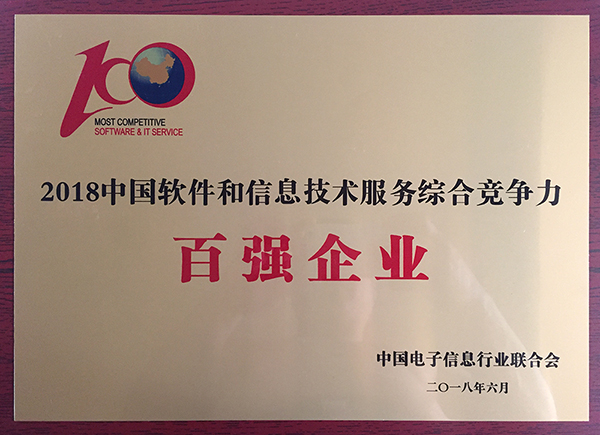 100
MOST COMPETITIVE
SOFTWARE & IT SERVICE
2018中国软件和信息技术服务综合竞争力
百强企业
中国电子信息行业联合会
二〇一八年六月